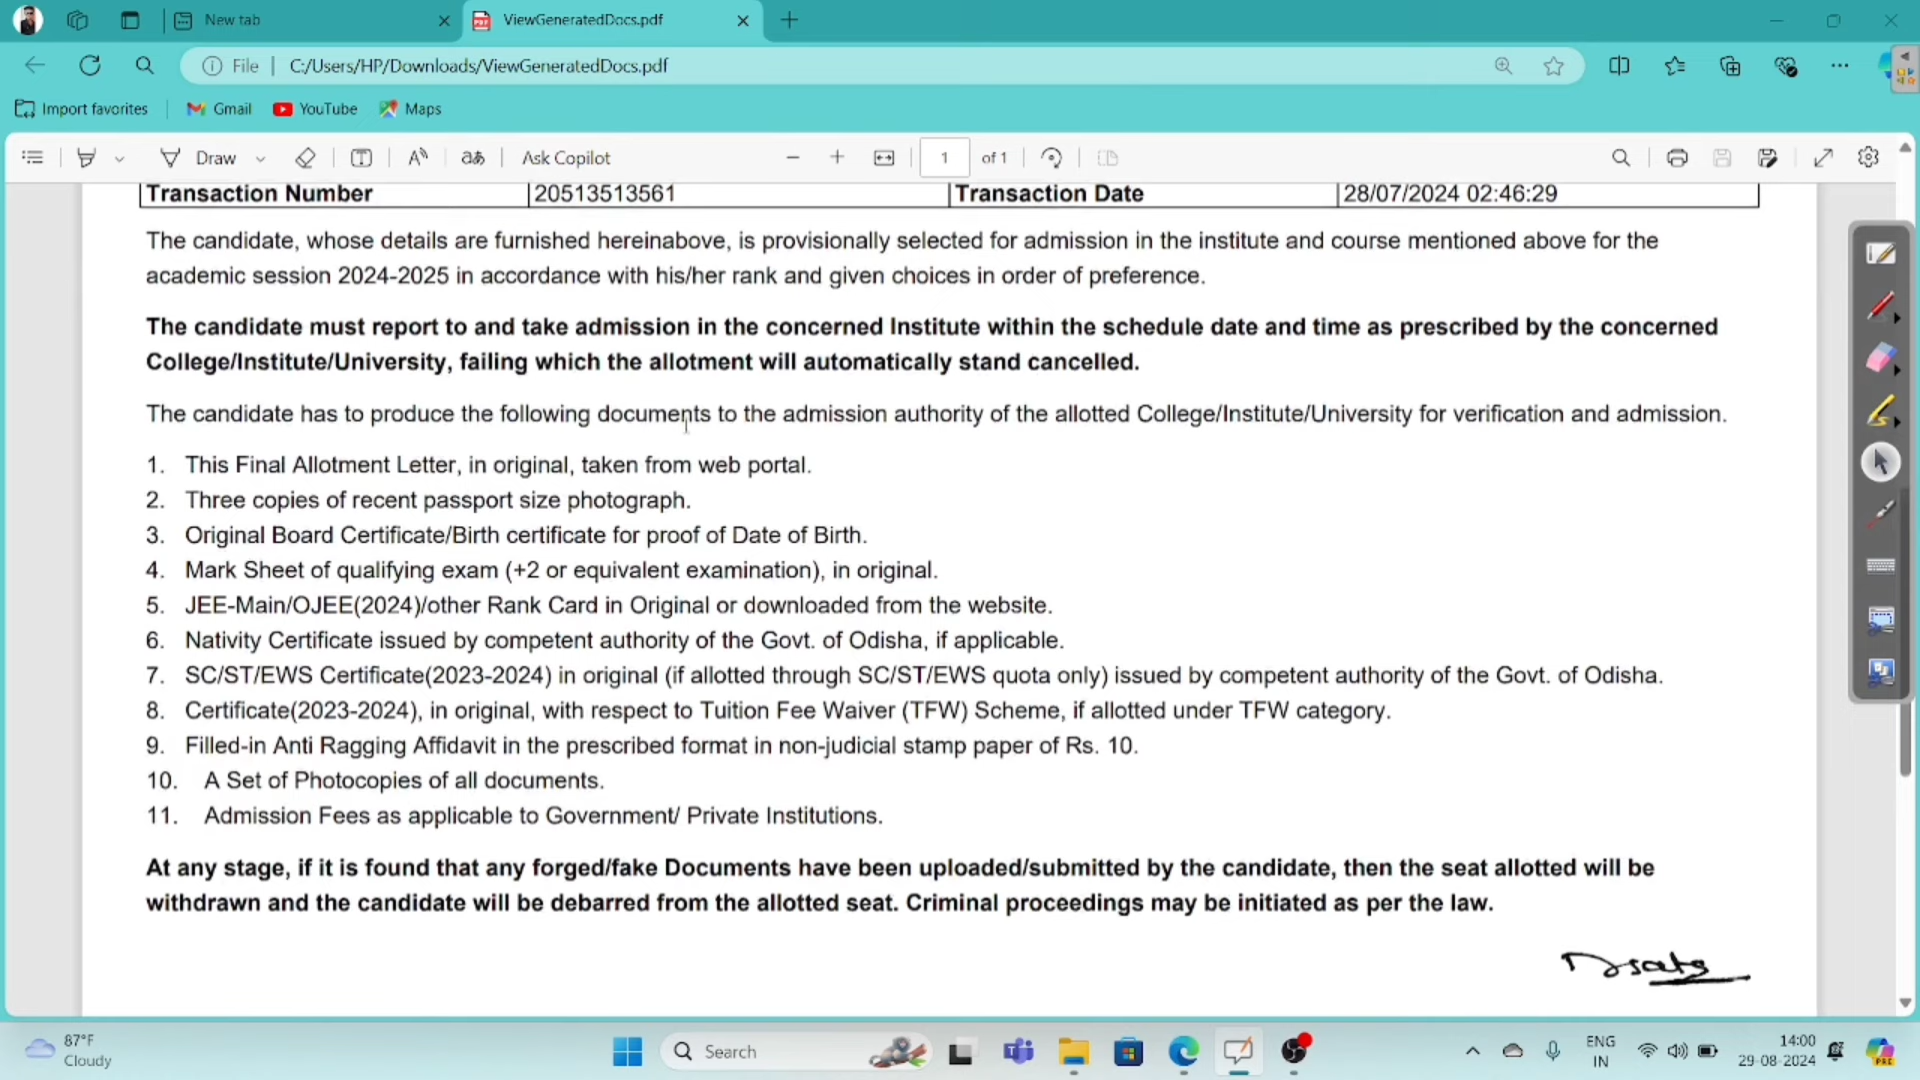 New tab
ViewGeneratedDocs.pdf
File
C:/Users/HP/Downloads/ViewGeneratedDocs.pdf
Import favorites
Gmail
YouTube
Maps
Draw
Ask Copilot
1
of 1
Transaction Number 20513513561 Transaction Date 28/07/2024 02:46:29
The candidate, whose details are furnished hereinabove, is provisionally selected for admission in the institute and course mentioned above for the
academic session 2024-2025 in accordance with his/her rank and given choices in order of preference.
The candidate must report to and take admission in the concerned Institute within the schedule date and time as prescribed by the concerned
College/Institute/University, failing which the allotment will automatically stand cancelled.
The candidate has to produce the following documents to the admission authority of the allotted College/Institute/University for verification and admission.
1. This Final Allotment Letter, in original, taken from web portal.
2. Three copies of recent passport size photograph.
3. Original Board Certificate/Birth certificate for proof of Date of Birth.
4. Mark Sheet of qualifying exam (+2 or equivalent examination), in original.
5. JEE-Main/OJEE(2024)/other Rank Card in Original or downloaded from the website.
6. Nativity Certificate issued by competent authority of the Govt. of Odisha, if applicable.
7. SC/ST/EWS Certificate(2023-2024) in original (if allotted through SC/ST/EWS quota only) issued by competent authority of the Govt. of Odisha.
8. Certificate(2023-2024), in original, with respect to Tuition Fee Waiver (TFW) Scheme, if allotted under TFW category.
9. Filled-in Anti Ragging Affidavit in the prescribed format in non-judicial stamp paper of Rs. 10.
10. A Set of Photocopies of all documents.
11. Admission Fees as applicable to Government/ Private Institutions.
At any stage, if it is found that any forged/fake Documents have been uploaded/submitted by the candidate, then the seat allotted will be
withdrawn and the candidate will be debarred from the allotted seat. Criminal proceedings may be initiated as per the law.
87°F
Cloudy
Search
ENG
IN
14:00
29-08-2024